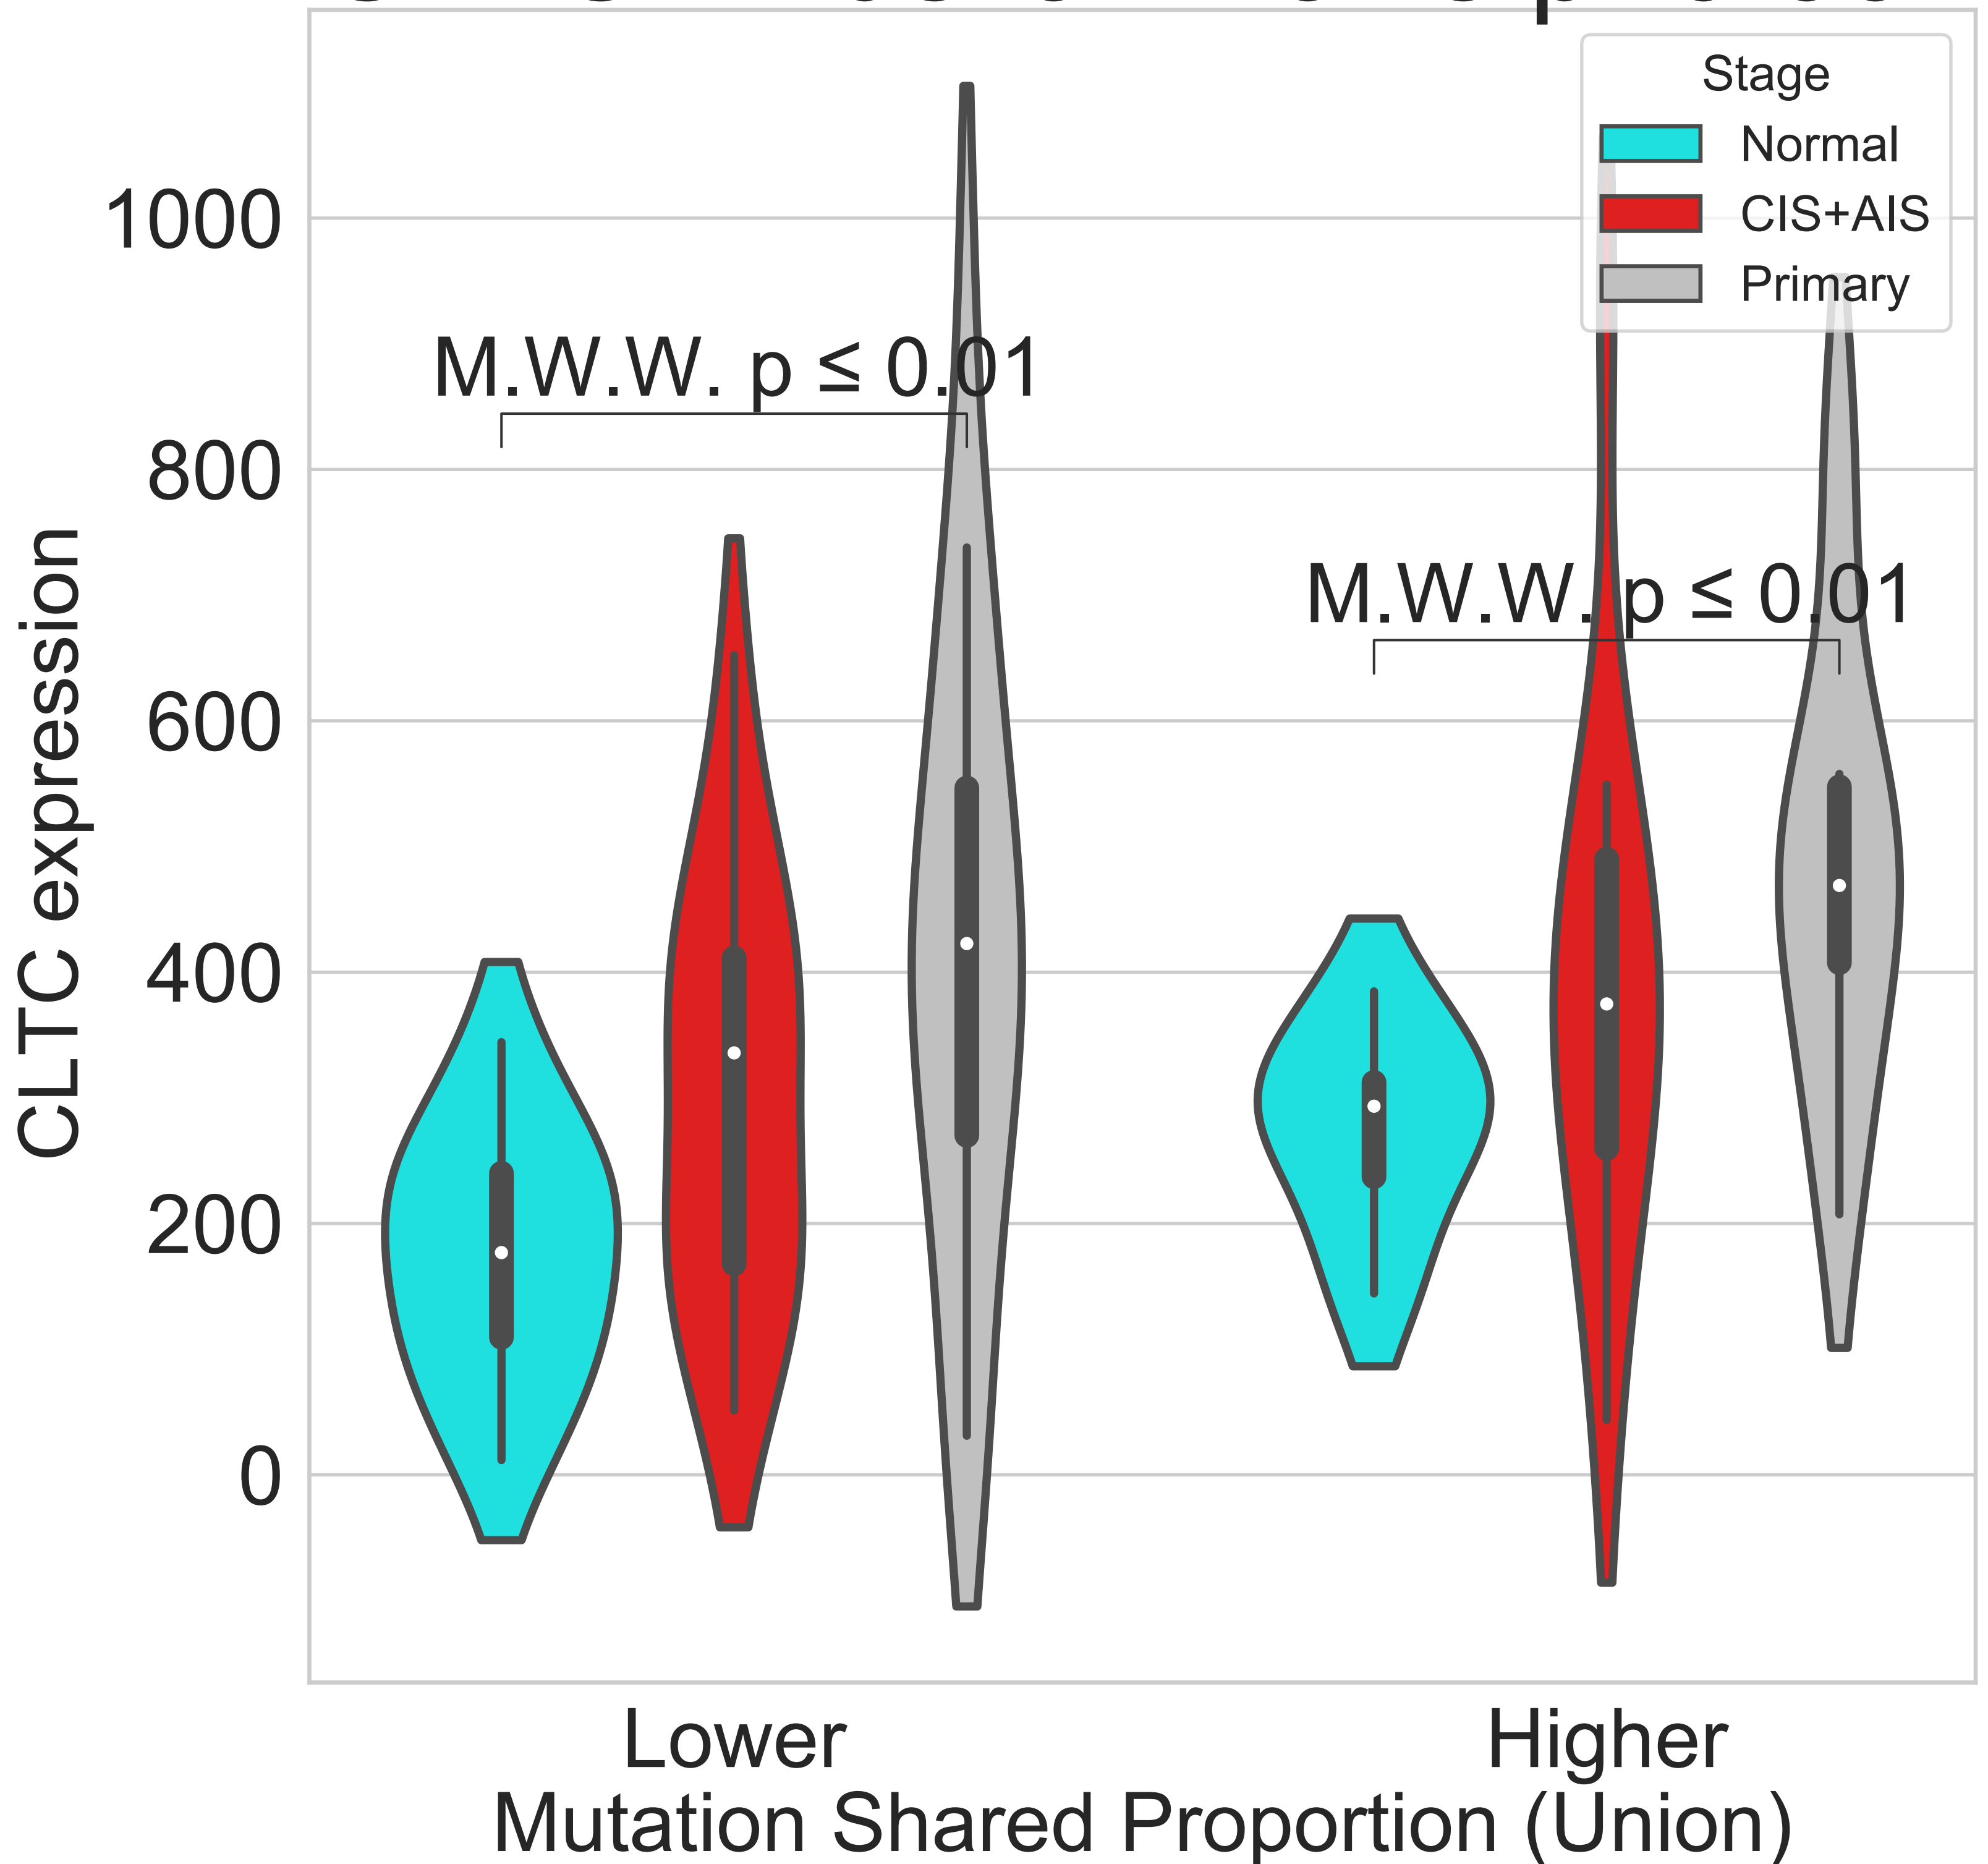 Stage
Normal
CIS+AIS
Primary
1000
800
600
400
200
0
CLTC expression
M.W.W. p ≤ 0.01
M.W.W. p ≤ 0.01
Lower
Higher
Mutation Shared Proportion (Union)